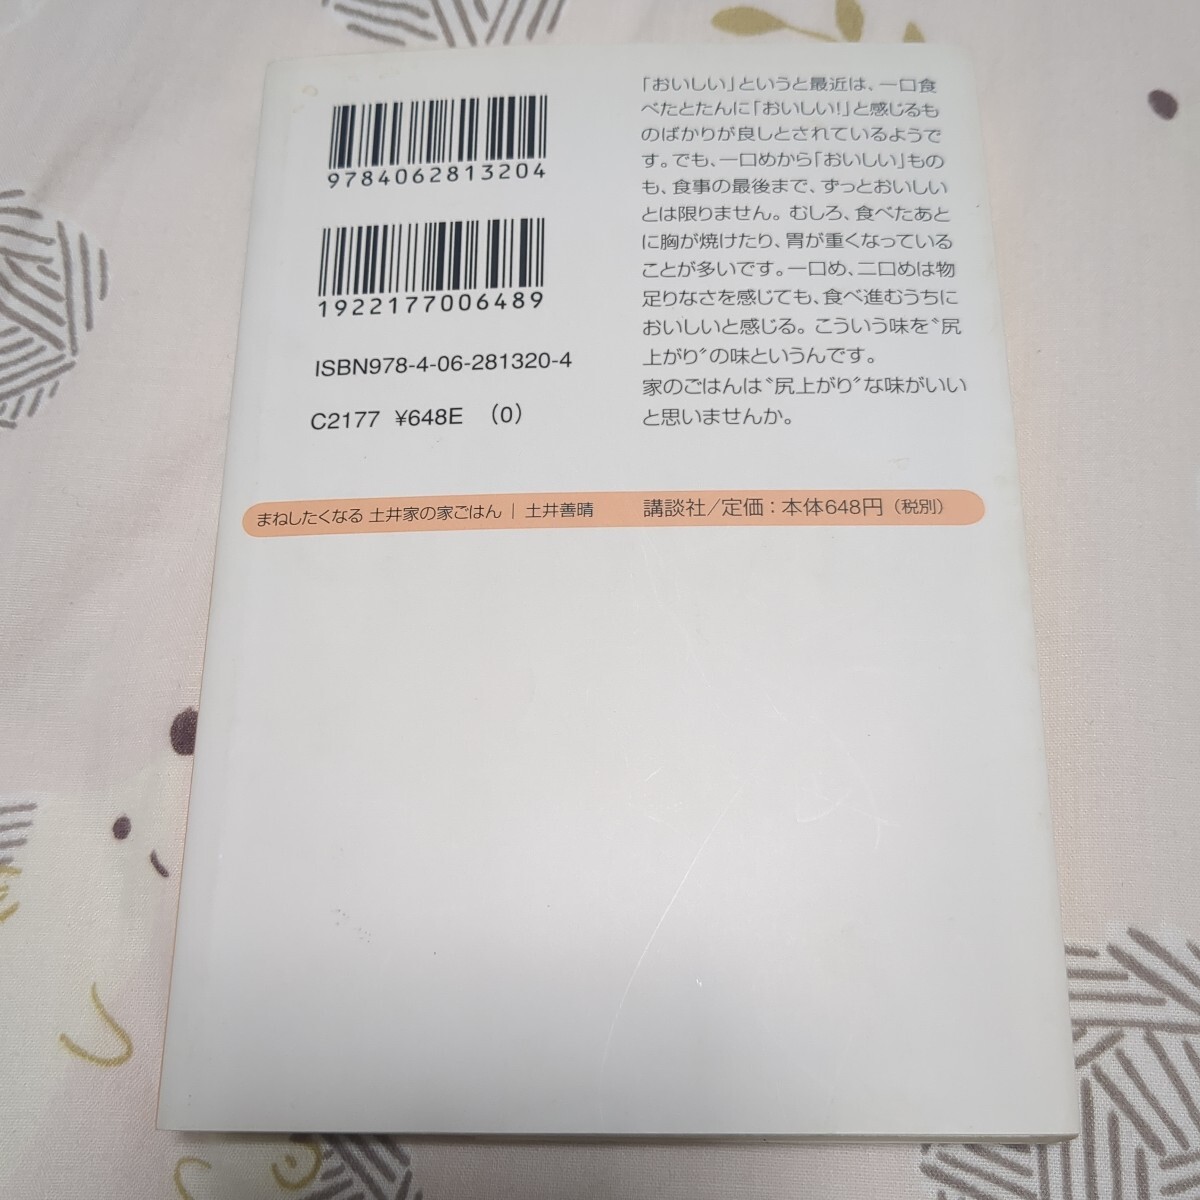 9784062813204
1922177006489
ISBN978-4-06-281320-4
C2177 ¥648E (0)
「おいしい」というと最近は、一口食
べたとたんに「おいしい!」と感じるも
のばかりが良しとされているようで
す。でも、一口めから「おいしい」もの
も、食事の最後まで、ずっとおいしい
とは限りません。むしろ、食べたあと
に胸が焼けたり、胃が重くなっている
ことが多いです。一口め、二口めは物
足りなさを感じても、食べ進むうちに
おいしいと感じる。こういう味を〝尻
上がり〟の味というんです。
家のごはんは〝尻上がり〟な味がいい
と思いませんか。
まねしたくなる 土井家の家ごはん | 土井善晴 講談社/定価:本体648円(税別)